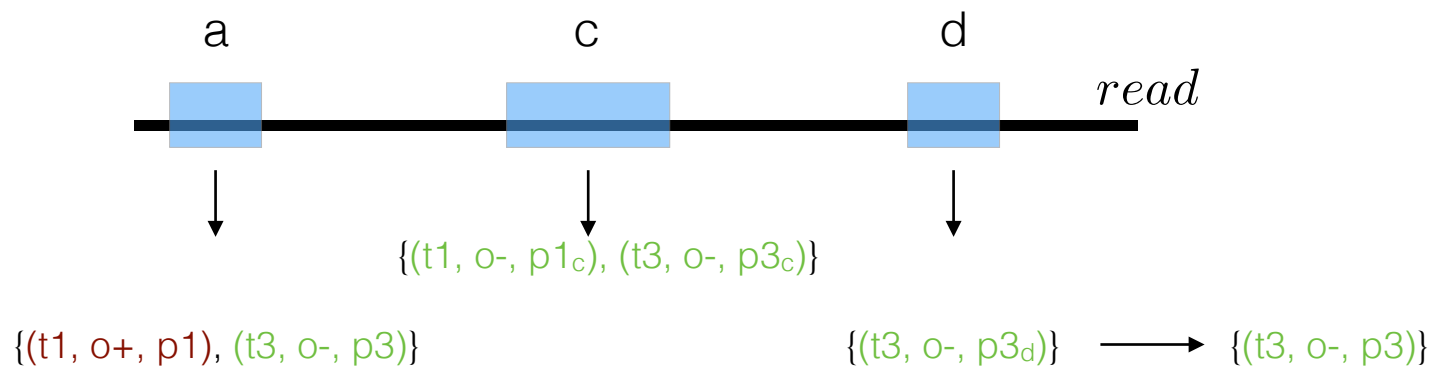 a c d
read
{(t1, o-, p1c), (t3, o-, p3c)}
{(t1, o+, p1), (t3, o-, p3)} {(t3, o-, p3d)} {(t3, o-, p3)}